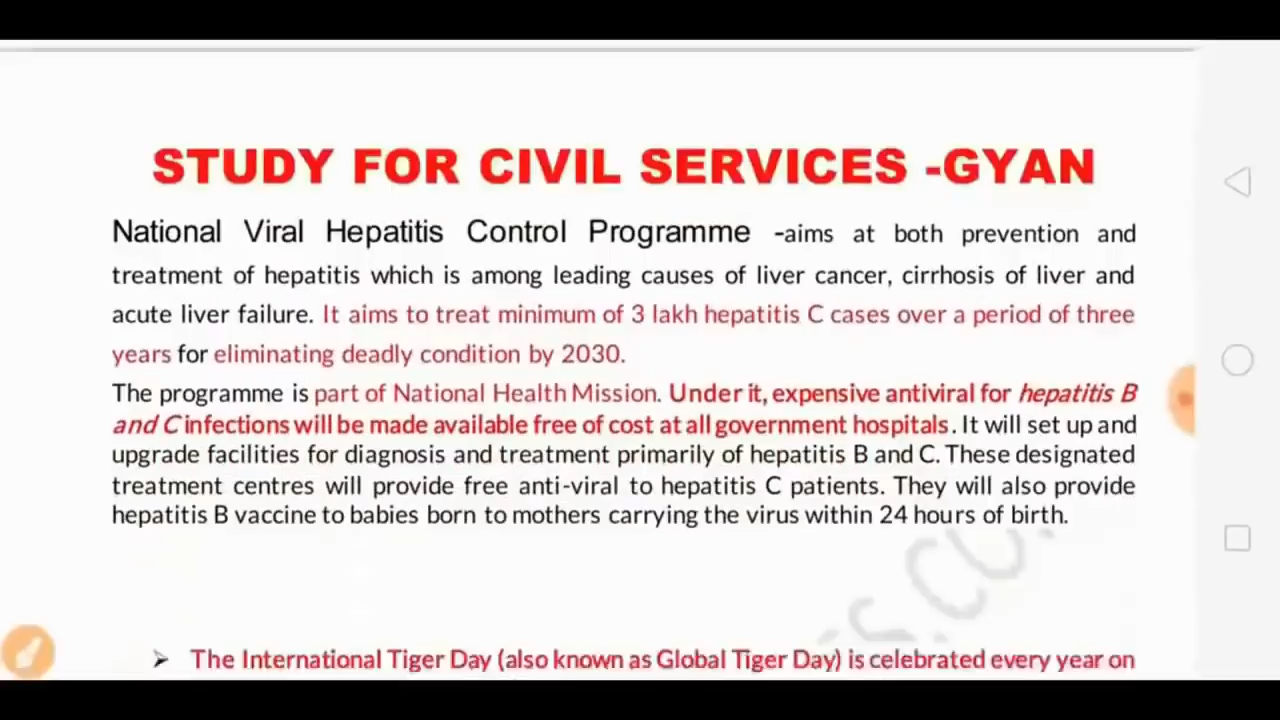 STUDY FOR CIVIL SERVICES -GYAN
National Viral Hepatitis Control Programme -aims at both prevention and
treatment of hepatitis which is among leading causes of liver cancer, cirrhosis of liver and
acute liver failure. It aims to treat minimum of 3 lakh hepatitis C cases over a period of three
years for eliminating deadly condition by 2030.
The programme is part of National Health Mission. Under it, expensive antiviral for hepatitis B
and C infections will be made available free of cost at all government hospitals. It will set up and
upgrade facilities for diagnosis and treatment primarily of hepatitis B and C. These designated
treatment centres will provide free anti-viral to hepatitis C patients. They will also provide
hepatitis B vaccine to babies born to mothers carrying the virus within 24 hours of birth.
➤ The International Tiger Day (also known as Global Tiger Day) is celebrated every year on